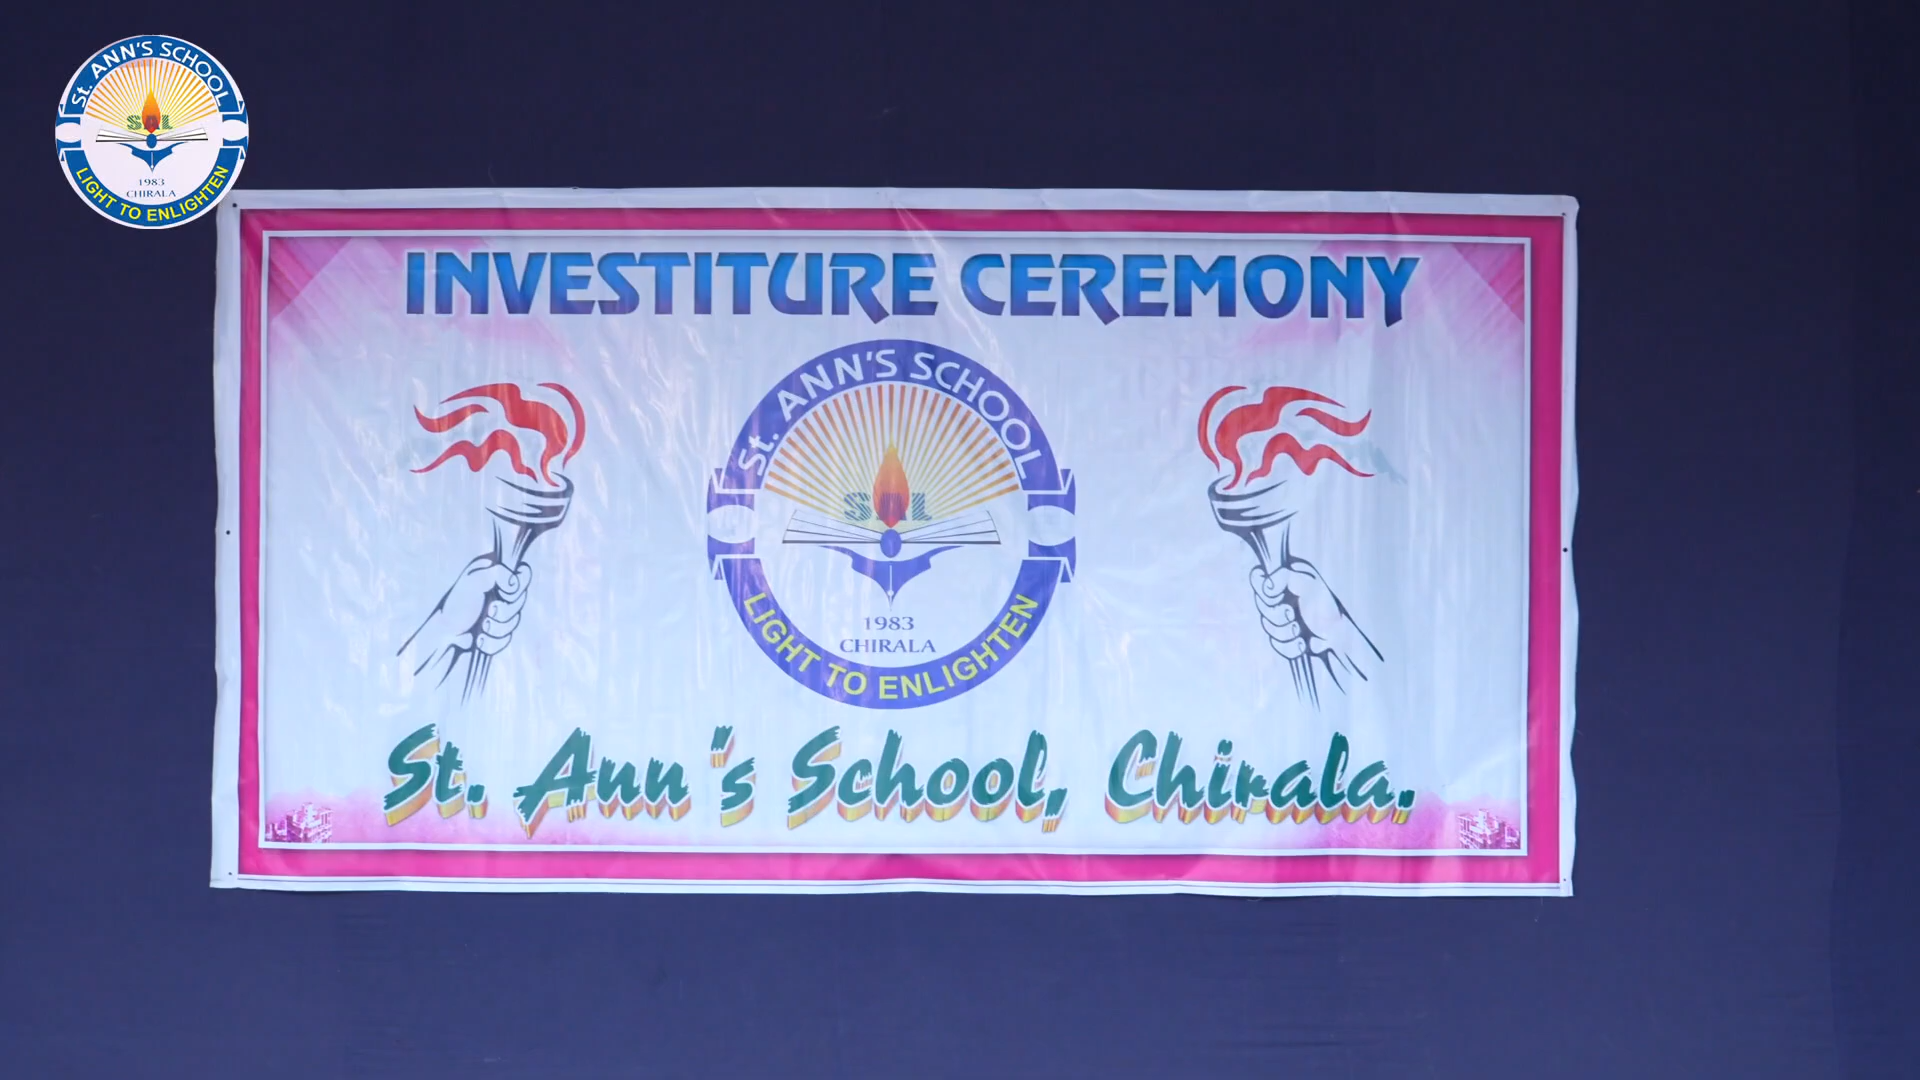 St. ANN'S SCHOOL
SAL
1983
CHIRALA
LIGHT TO ENLIGHTEN
INVESTITURE CEREMONY
St. ANN'S SCHOOL
SAL
1983
CHIRALA
LIGHT TO ENLIGHTEN
St. Ann's School, Chirala.